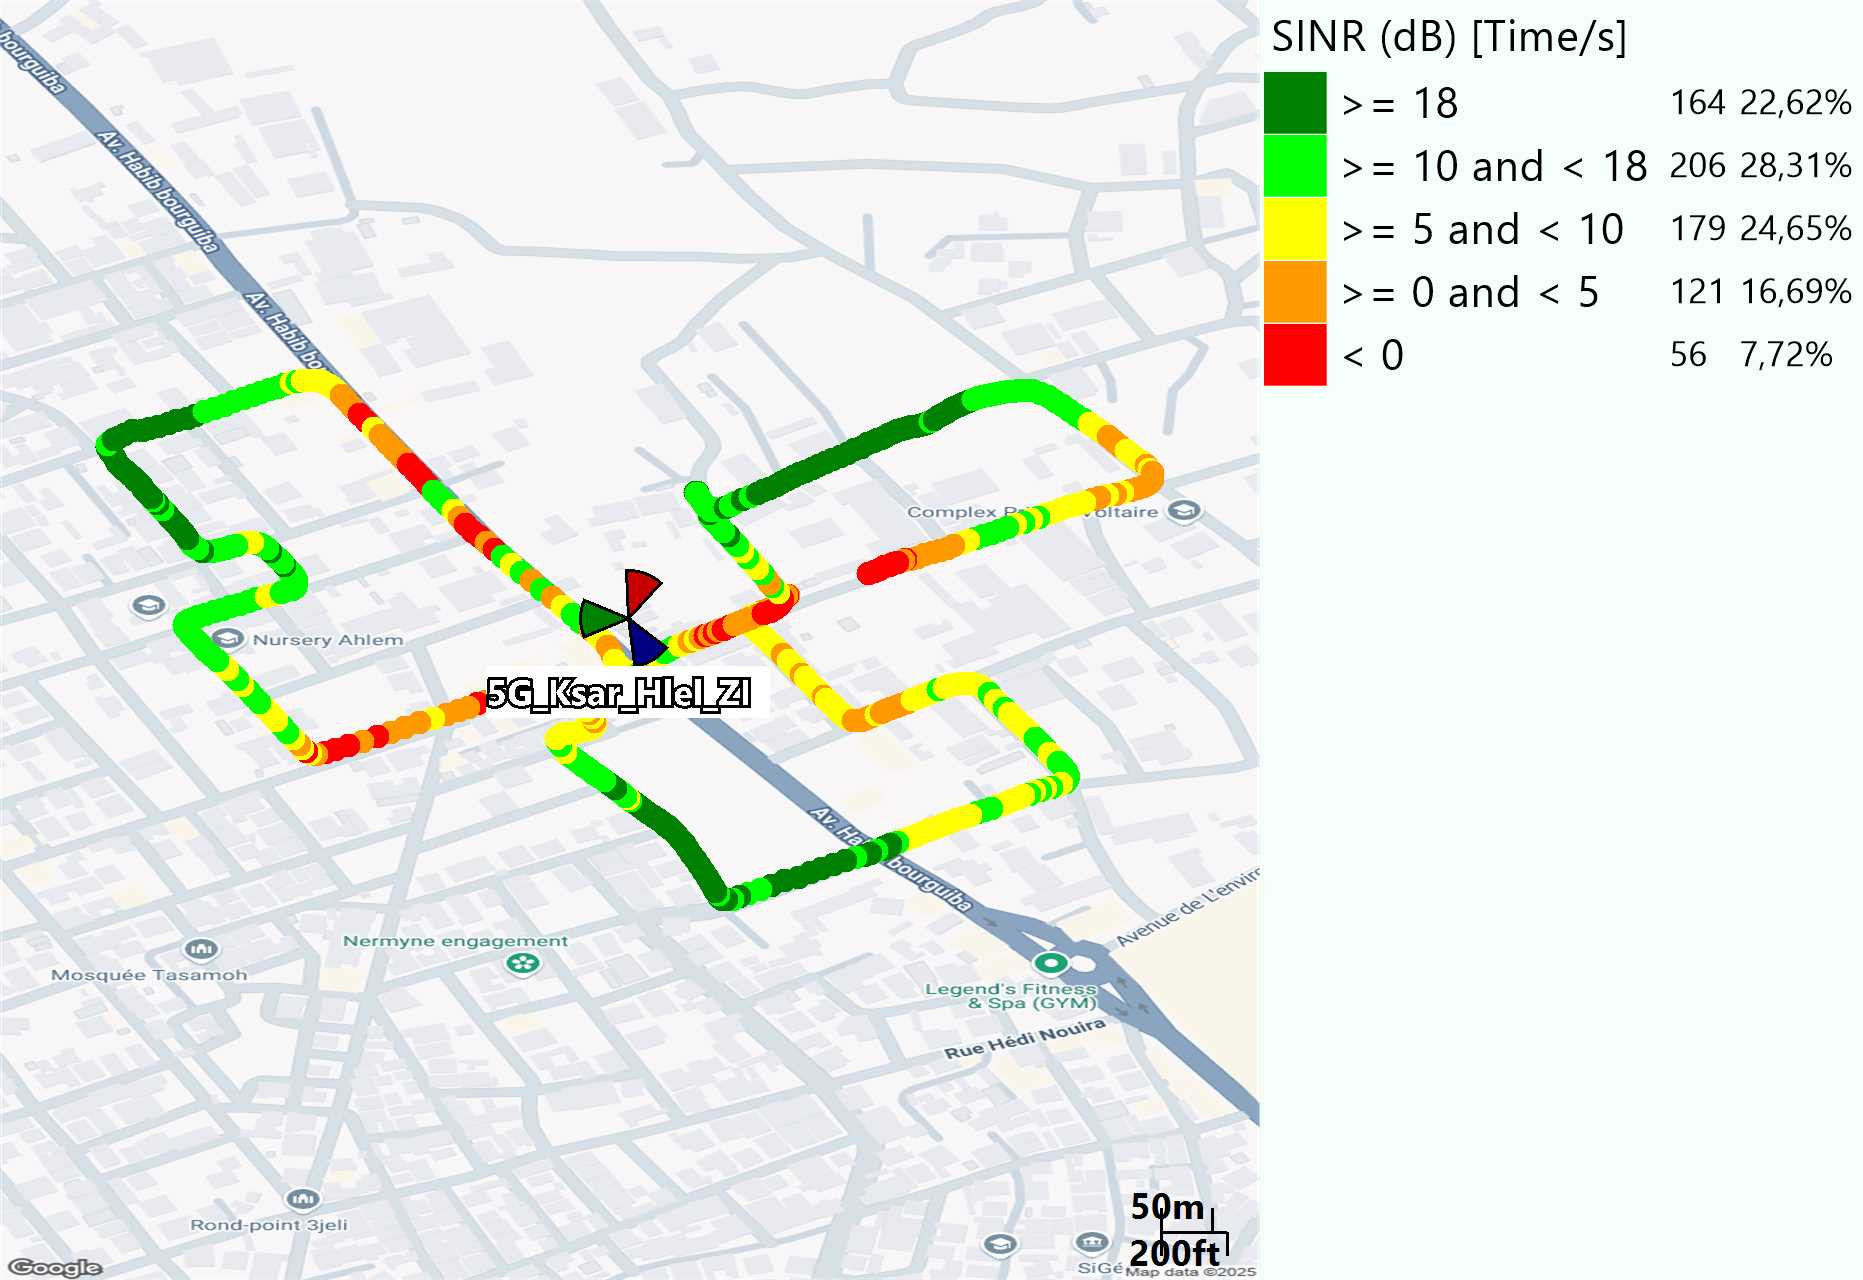 SINR (dB) [Time/s]
>= 18 164 22,62%
>= 10 and < 18 206 28,31%
>= 5 and < 10 179 24,65%
>= 0 and < 5 121 16,69%
< 0 56 7,72%
bourguiba
Av. Habib bourguiba
Av. Habib bo
Complex Pr Voltaire
Nursery Ahlem
5G_Ksar_Hlel_ZI
Av. Ha bourguiba
Avenue de L'enviro
Nermyne engagement
Mosquée Tasamoh
Legend's Fitness
& Spa (GYM)
Rue Hédi Nouira
Rond-point 3jeli
50m
200ft
SiGé
Google
Map data ©2025